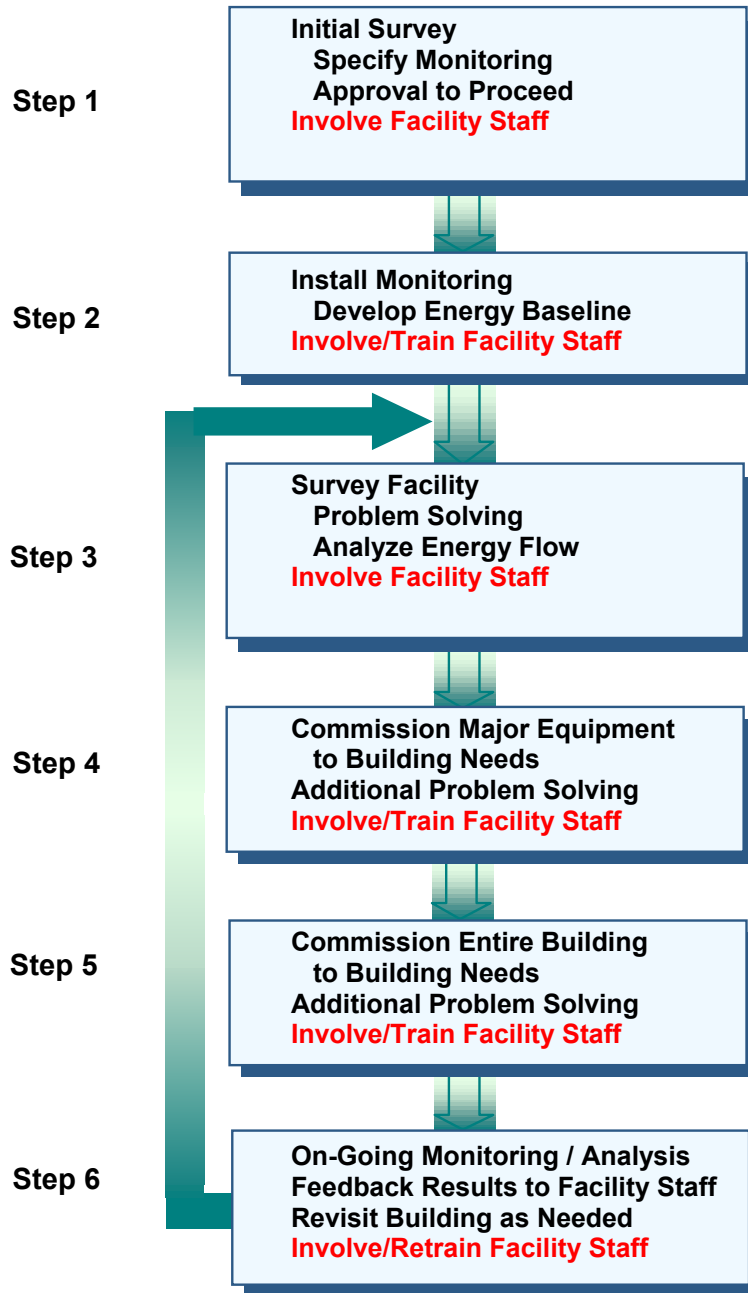 Step 1
Initial Survey
Specify Monitoring
Approval to Proceed
Involve Facility Staff
Step 2
Install Monitoring
Develop Energy Baseline
Involve/Train Facility Staff
Step 3
Survey Facility
Problem Solving
Analyze Energy Flow
Involve Facility Staff
Step 4
Commission Major Equipment
to Building Needs
Additional Problem Solving
Involve/Train Facility Staff
Step 5
Commission Entire Building
to Building Needs
Additional Problem Solving
Involve/Train Facility Staff
Step 6
On-Going Monitoring / Analysis
Feedback Results to Facility Staff
Revisit Building as Needed
Involve/Retrain Facility Staff